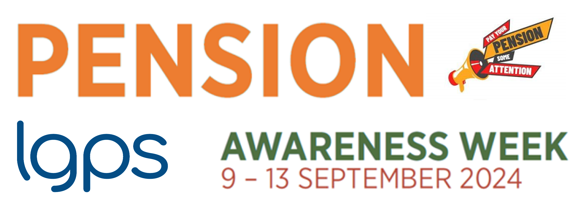 PENSION
PAY YOUR
PENSION
SOME
ATTENTION
lgps
AWARENESS WEEK
9 – 13 SEPTEMBER 2024